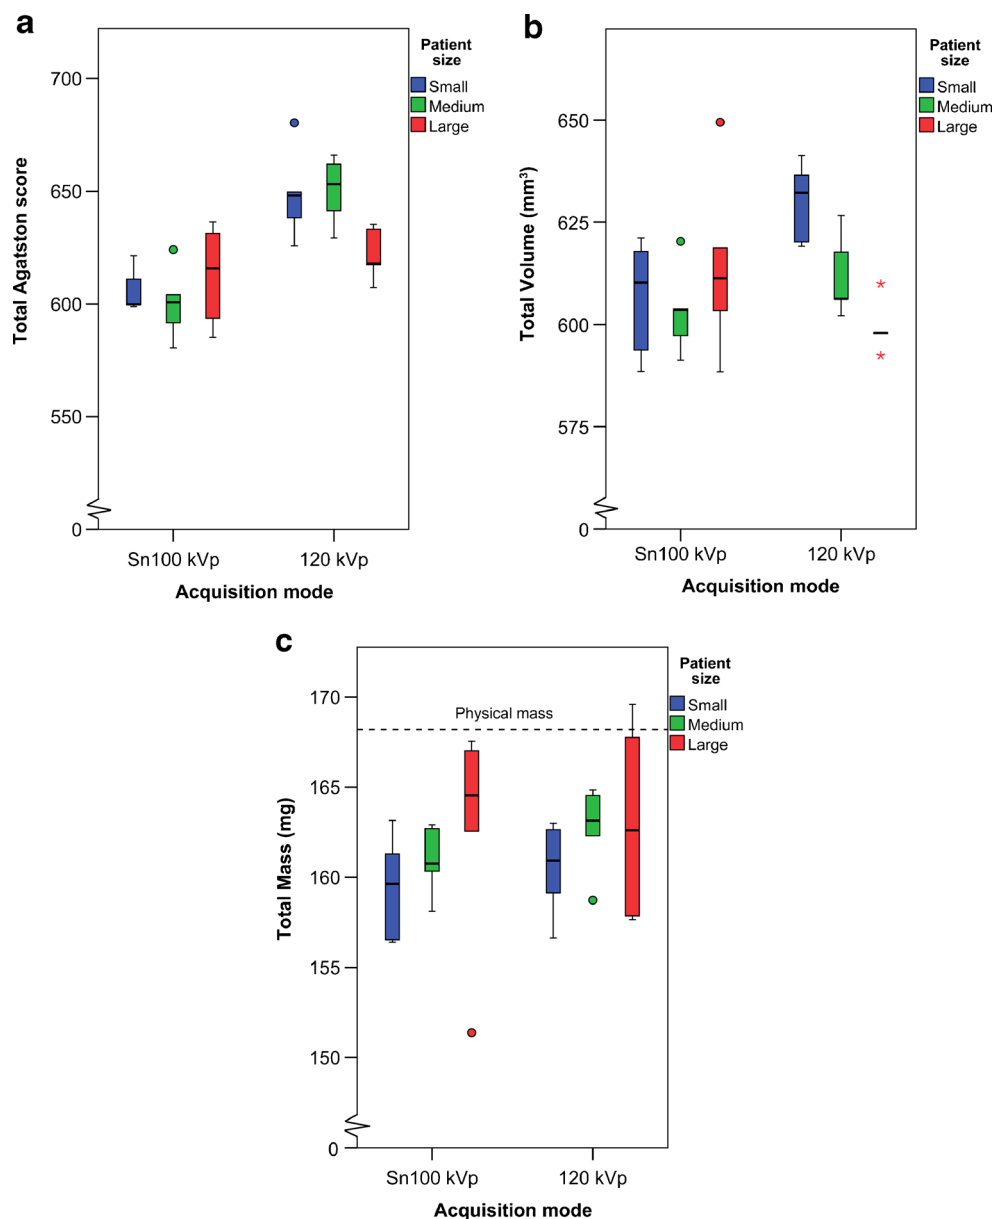 a
Patient
size
Small
Medium
Large
700
650
600
550
0
Total Agatston score
Sn100 kVp
120 kVp
Acquisition mode
b
Patient
size
Small
Medium
Large
650
625
600
575
0
Total Volume (mm³)
Sn100 kVp
120 kVp
Acquisition mode
c
Patient
size
Small
Medium
Large
Physical mass
170
165
160
155
150
0
Total Mass (mg)
Sn100 kVp
120 kVp
Acquisition mode